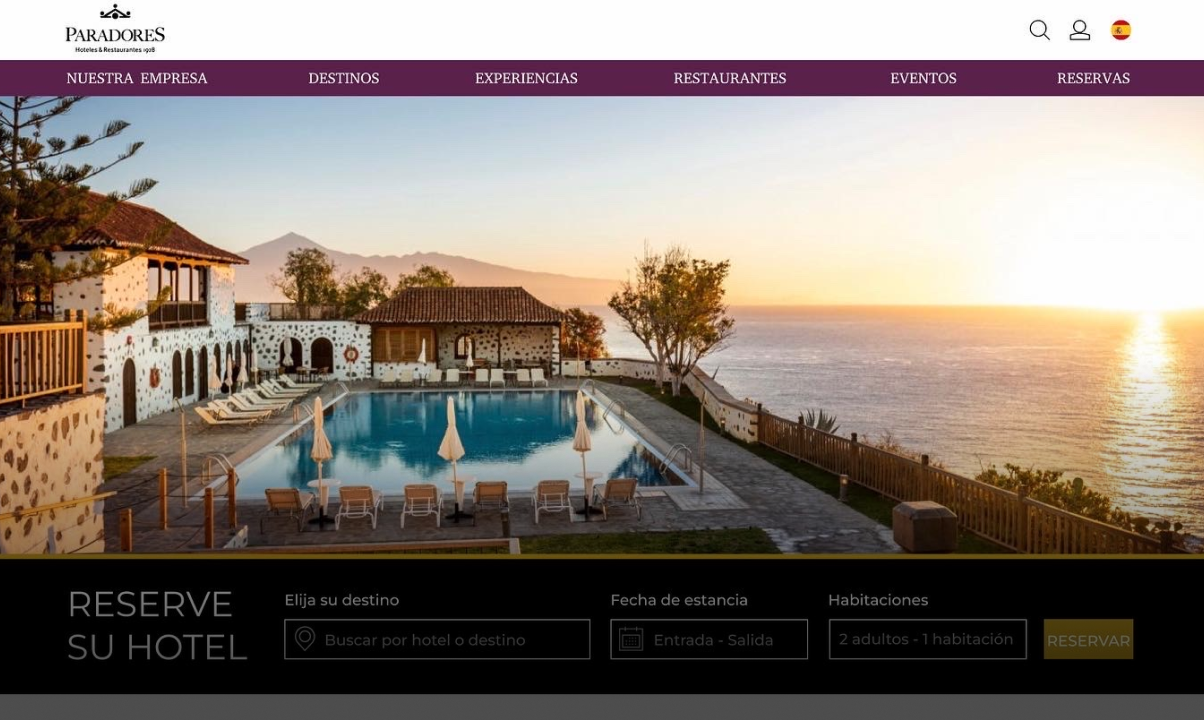 PARADORES
Hoteles & Restaurantes 1928
NUESTRA EMPRESA
DESTINOS
EXPERIENCIAS
RESTAURANTES
EVENTOS
RESERVAS
RESERVE
SU HOTEL
Elija su destino
Buscar por hotel o destino
Fecha de estancia
Entrada - Salida
Habitaciones
2 adultos - 1 habitación
RESERVAR